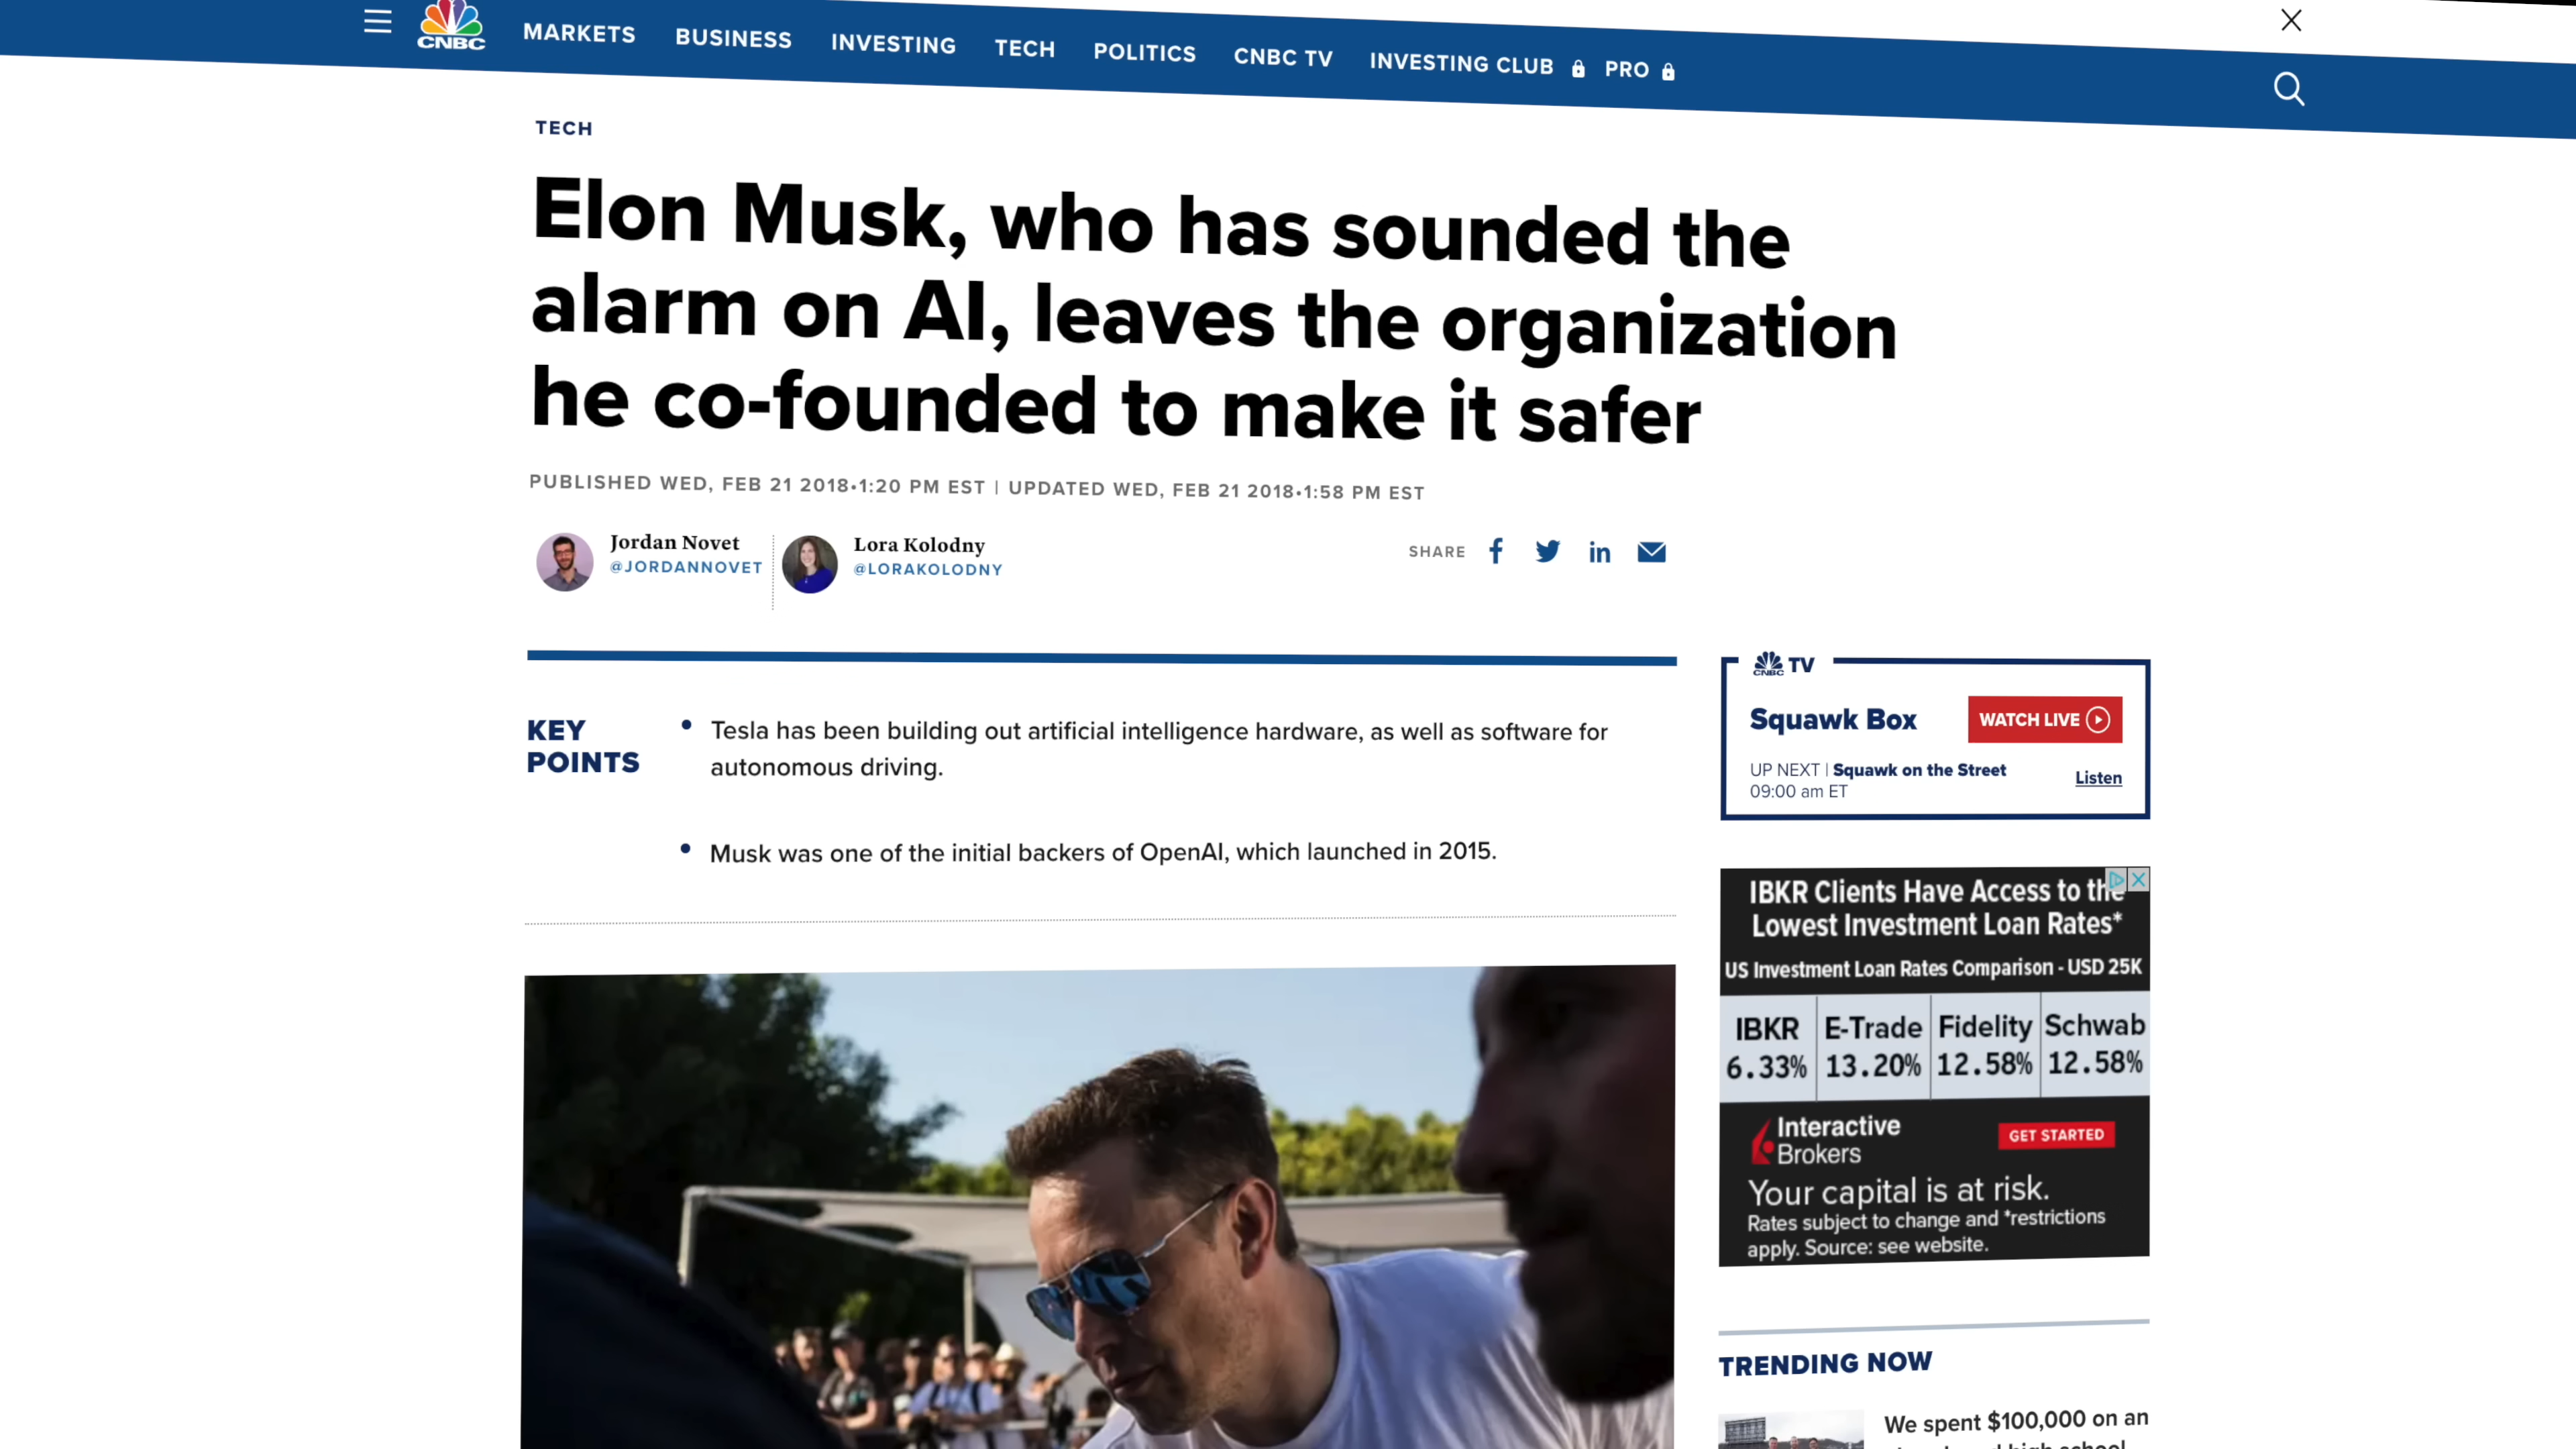 CNBC
MARKETS
BUSINESS
INVESTING
TECH
POLITICS
CNBC TV
INVESTING CLUB
PRO
TECH
Elon Musk, who has sounded the
alarm on AI, leaves the organization
he co-founded to make it safer
PUBLISHED WED, FEB 21 2018•1:20 PM EST | UPDATED WED, FEB 21 2018•1:58 PM EST
Jordan Novet
@JORDANNOVET
Lora Kolodny
@LORAKOLODNY
SHARE
KEY
POINTS
Tesla has been building out artificial intelligence hardware, as well as software for
autonomous driving.
Musk was one of the initial backers of OpenAI, which launched in 2015.
CNBC TV
Squawk Box
WATCH LIVE
UP NEXT | Squawk on the Street
09:00 am ET
Listen
IBKR Clients Have Access to the
Lowest Investment Loan Rates*
US Investment Loan Rates Comparison - USD 25K
IBKR E-Trade Fidelity Schwab
6.33% 13.20% 12.58% 12.58%
Interactive
Brokers
GET STARTED
Your capital is at risk.
Rates subject to change and *restrictions
apply. Source: see website.
TRENDING NOW
We spent $100,000 on an
high school